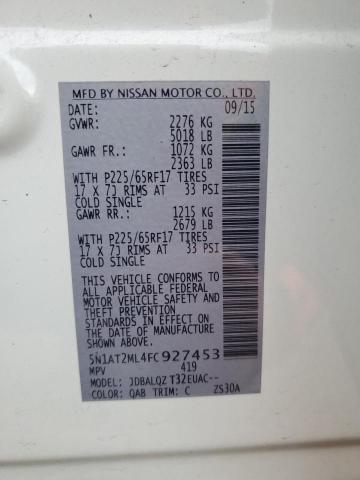 MFD BY NISSAN MOTOR CO., LTD.
DATE: 09/15
GVWR: 2276 KG
5018 LB
GAWR FR.: 1072 KG
2363 LB
WITH P225/65RF17 TIRES
17 X 7J RIMS AT 33 PSI
COLD SINGLE
GAWR RR.: 1215 KG
2679 LB
WITH P225/65RF17 TIRES
17 X 7J RIMS AT 33 PSI
COLD SINGLE
THIS VEHICLE CONFORMS TO
ALL APPLICABLE FEDERAL
MOTOR VEHICLE SAFETY
AND THEFT PREVENTION
STANDARDS IN EFFECT ON
THE DATE OF MANUFACTURE
SHOWN ABOVE.
5N1AT2ML4FC927453
MPV 419
MODEL: JDBALQZ T32EUAC--
COLOR: QAB TRIM: C ZS30A